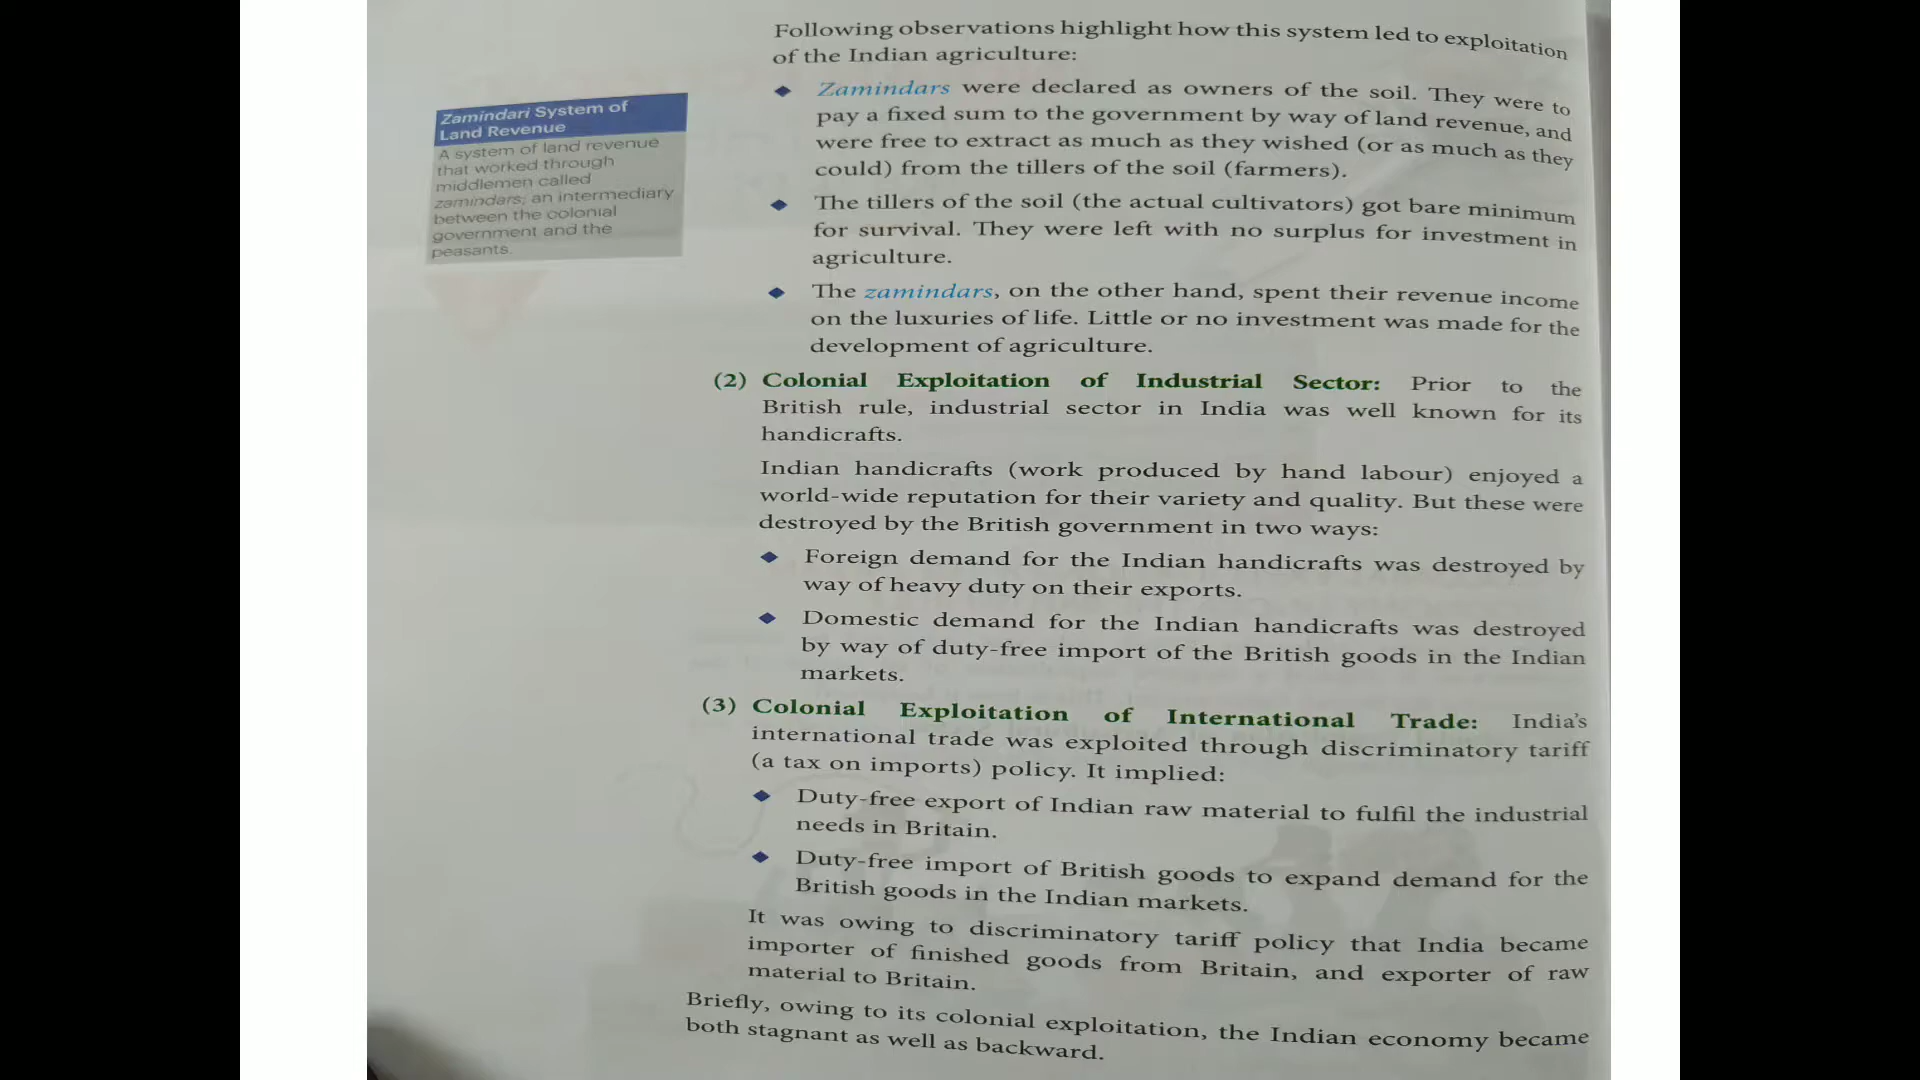 Following observations highlight how this system led to exploitation
of the Indian agriculture:
Zamindari System of
Land Revenue
A system of land revenue
that worked through
middlemen called
zamindars, an intermediary
between the colonial
government and the
peasants.
Zamindars were declared as owners of the soil. They were to
pay a fixed sum to the government by way of land revenue, and
were free to extract as much as they wished (or as much as they
could) from the tillers of the soil (farmers).
The tillers of the soil (the actual cultivators) got bare minimum
for survival. They were left with no surplus for investment in
agriculture.
The zamindars, on the other hand, spent their revenue income
on the luxuries of life. Little or no investment was made for the
development of agriculture.
(2) Colonial Exploitation of Industrial Sector: Prior to the
British rule, industrial sector in India was well known for its
handicrafts.
Indian handicrafts (work produced by hand labour) enjoyed a
world-wide reputation for their variety and quality. But these were
destroyed by the British government in two ways:
Foreign demand for the Indian handicrafts was destroyed by
way of heavy duty on their exports.
Domestic demand for the Indian handicrafts was destroyed
by way of duty-free import of the British goods in the Indian
markets.
(3) Colonial Exploitation of International Trade: India's
international trade was exploited through discriminatory tariff
(a tax on imports) policy. It implied:
Duty-free export of Indian raw material to fulfil the industrial
needs in Britain.
Duty-free import of British goods to expand demand for the
British goods in the Indian markets.
It was owing to discriminatory tariff policy that India became
importer of finished goods from Britain, and exporter of raw
material to Britain.
Briefly, owing to its colonial exploitation, the Indian economy became
both stagnant as well as backward.